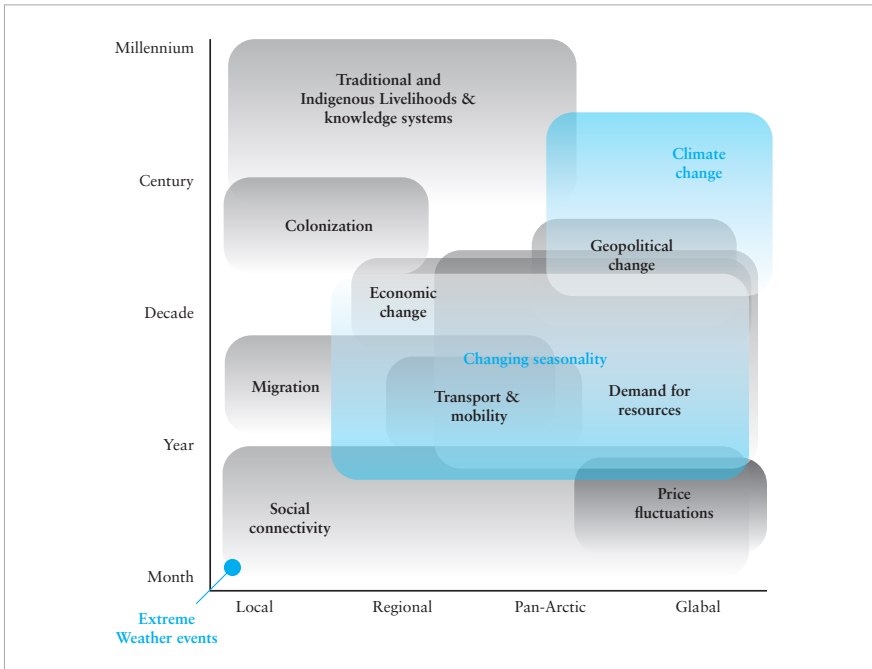 Millennium
Traditional and
Indigenous Livelihoods &
knowledge systems
Climate
change
Century
Colonization
Geopolitical
change
Economic
change
Decade
Changing seasonality
Migration
Transport &
mobility
Demand for
resources
Year
Social
connectivity
Price
fluctuations
Month
Local
Regional
Pan-Arctic
Glabal
Extreme
Weather events